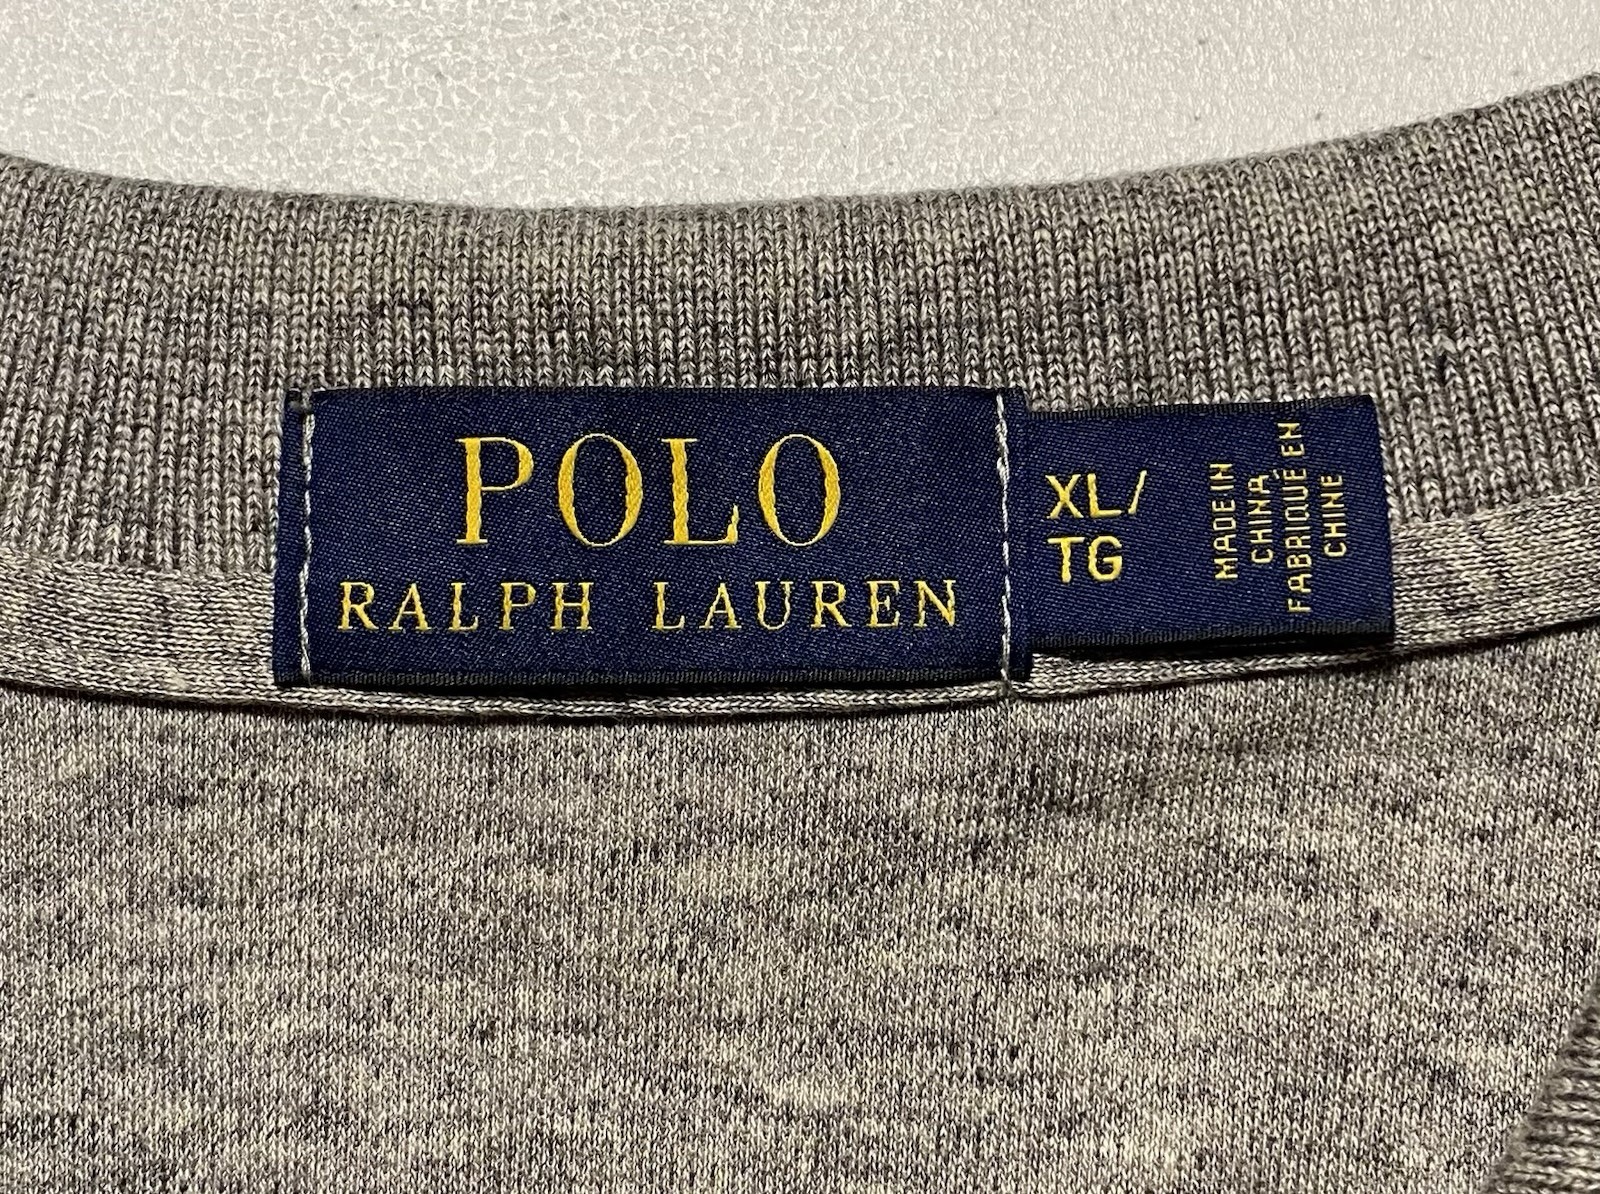 POLO
RALPH LAUREN
XL/
TG
MADE IN
CHINA
FABRIQUÉ EN
CHINE